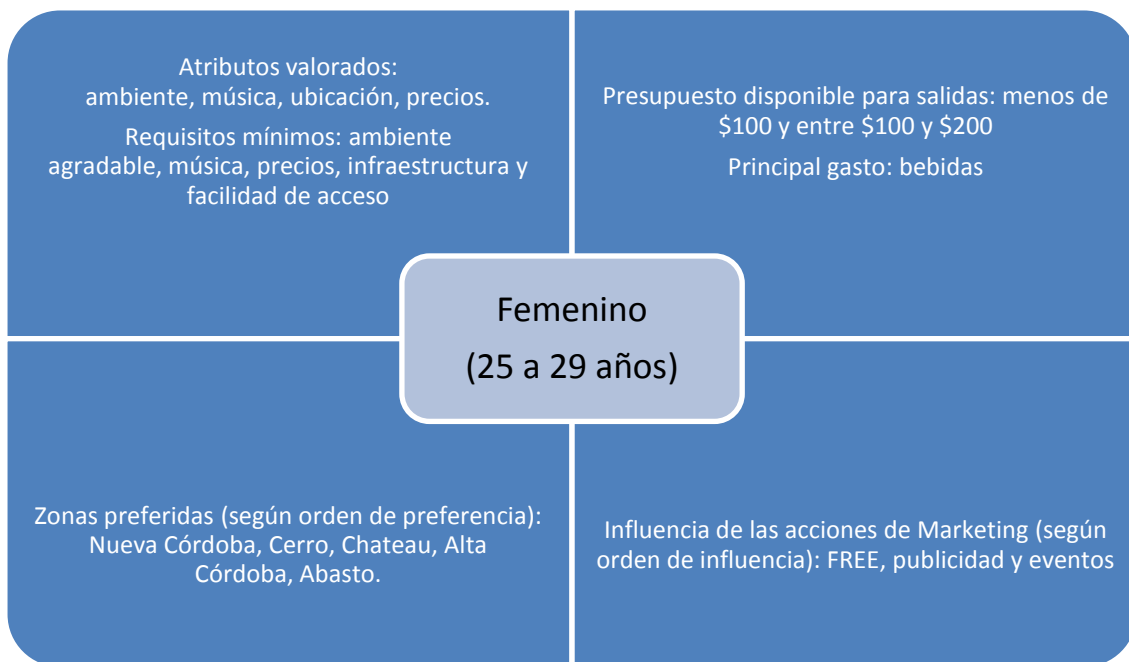 Atributos valorados:
ambiente, música, ubicación, precios.
Requisitos mínimos: ambiente
agradable, música, precios, infraestructura y
facilidad de acceso
Presupuesto disponible para salidas: menos de
$100 y entre $100 y $200
Principal gasto: bebidas
Femenino
(25 a 29 años)
Zonas preferidas (según orden de preferencia):
Nueva Córdoba, Cerro, Chateau, Alta
Córdoba, Abasto.
Influencia de las acciones de Marketing (según
orden de influencia): FREE, publicidad y eventos